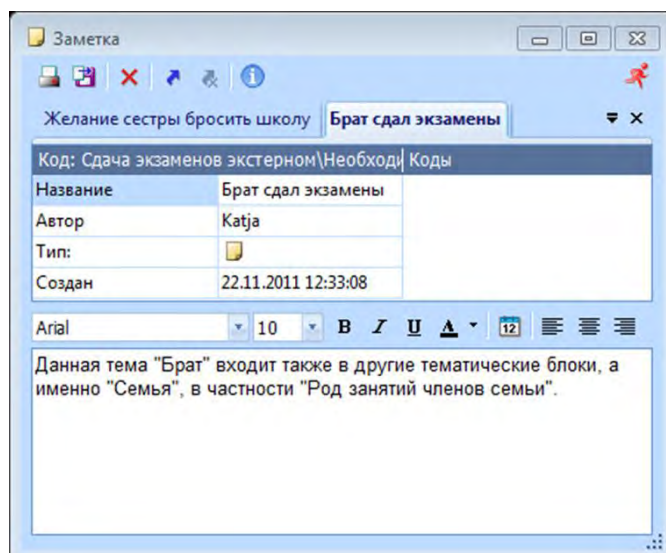 Заметка
Желание сестры бросить школу Брат сдал экзамены
Код: Сдача экзаменов экстерном\Необходи Коды
Название Брат сдал экзамены
Автор Katja
Тип:
Создан 22.11.2011 12:33:08
Arial 10 B I U A 12
Данная тема "Брат" входит также в другие тематические блоки, а
именно "Семья", в частности "Род занятий членов семьи".